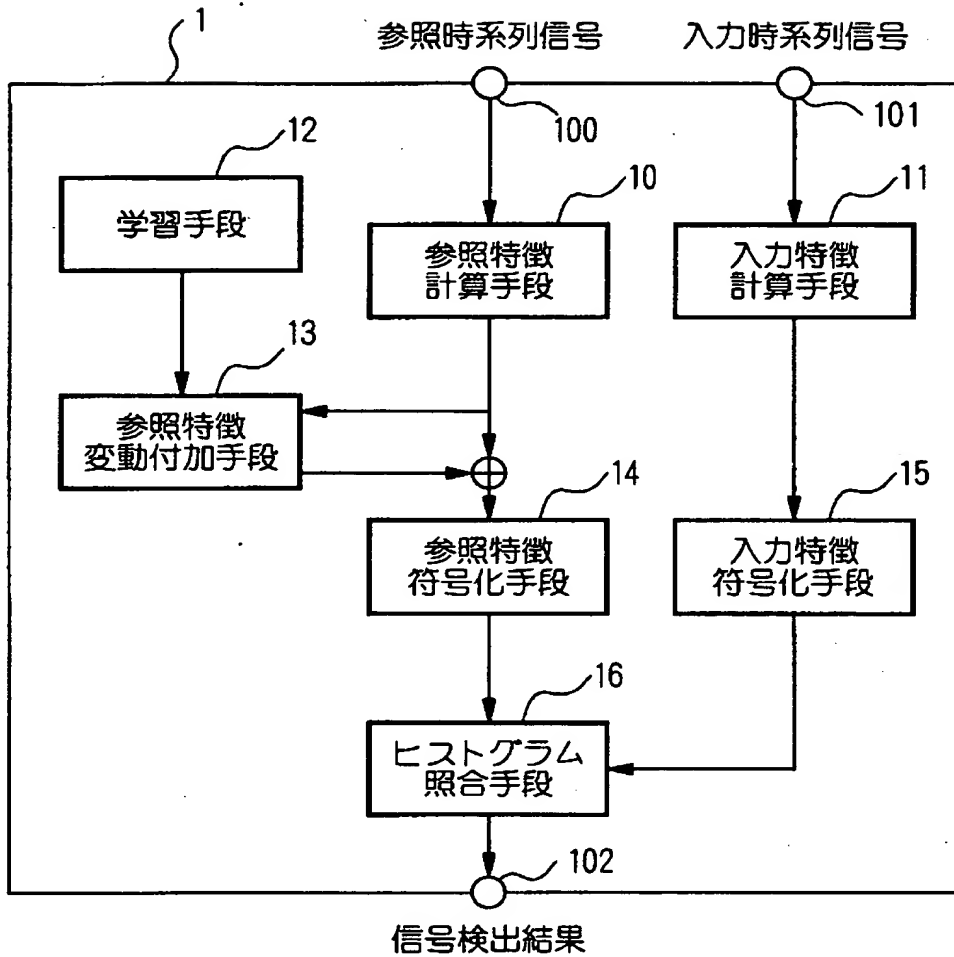 1
参照時系列信号
入力時系列信号
100
101
12
学習手段
10
参照特徴
計算手段
11
入力特徴
計算手段
13
参照特徴
変動付加手段
14
参照特徴
符号化手段
15
入力特徴
符号化手段
16
ヒストグラム
照合手段
102
信号検出結果